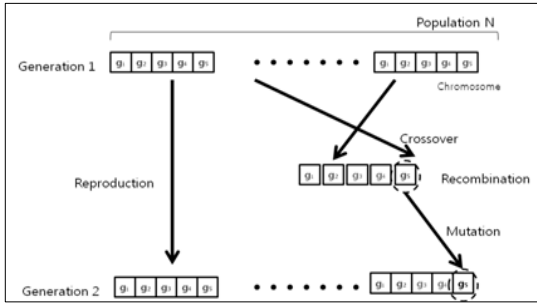 Population N
Generation 1
g₁ g₂ g₃ g₄ g₅
g₁ g₂ g₃ g₄ g₅
Chromosome
Crossover
g₁ g₂ g₃ g₄ g₅
Recombination
Reproduction
Mutation
Generation 2
g₁ g₂ g₃ g₄ g₅
g₁ g₂ g₃ g₄ g₅